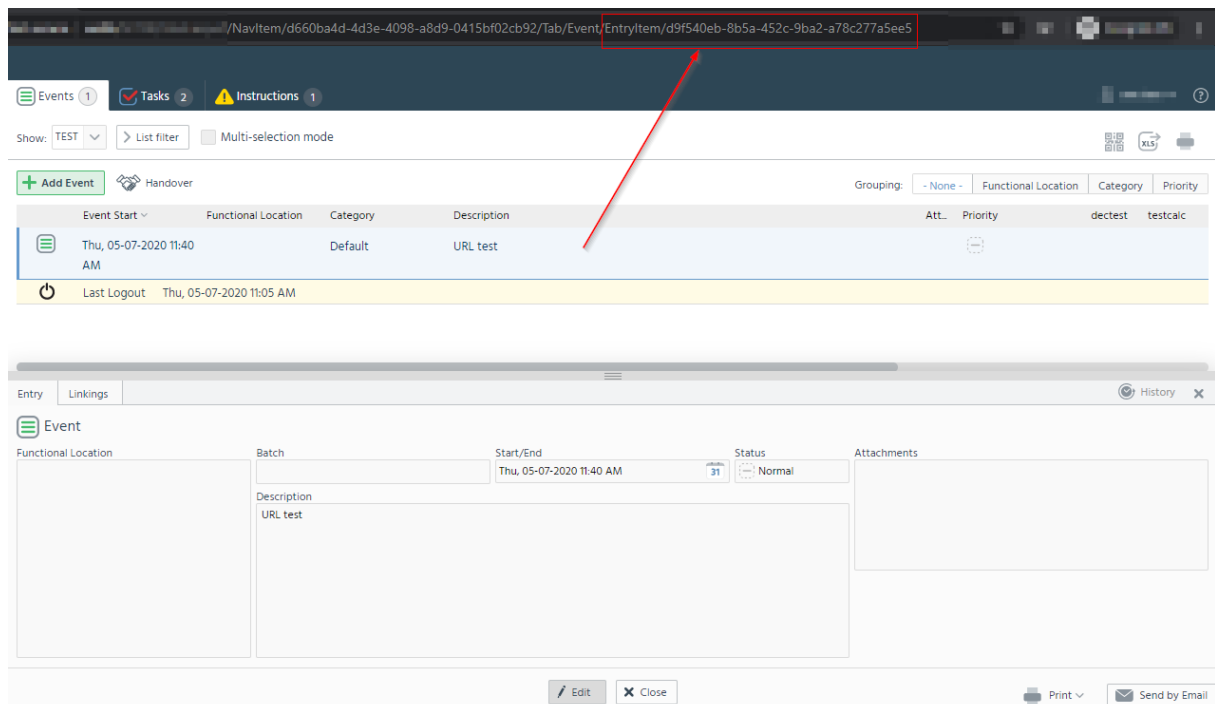 /NavItem/d660ba4d-4d3e-4098-a8d9-0415bf02cb92/Tab/Event/EntryItem/d9f540eb-8b5a-452c-9ba2-a78c277a5ee5
Events 1 Tasks 2 Instructions 1
Show: TEST List filter Multi-selection mode XLS
Add Event Handover Grouping: - None - Functional Location Category Priority
Event Start Functional Location Category Description Att... Priority dectest testcalc
Thu, 05-07-2020 11:40 Default URL test
AM
Last Logout Thu, 05-07-2020 11:05 AM
Entry Linkings History
Event
Functional Location Batch Start/End Status Attachments
Thu, 05-07-2020 11:40 AM 31 Normal
Description
URL test
Edit Close Print Send by Email